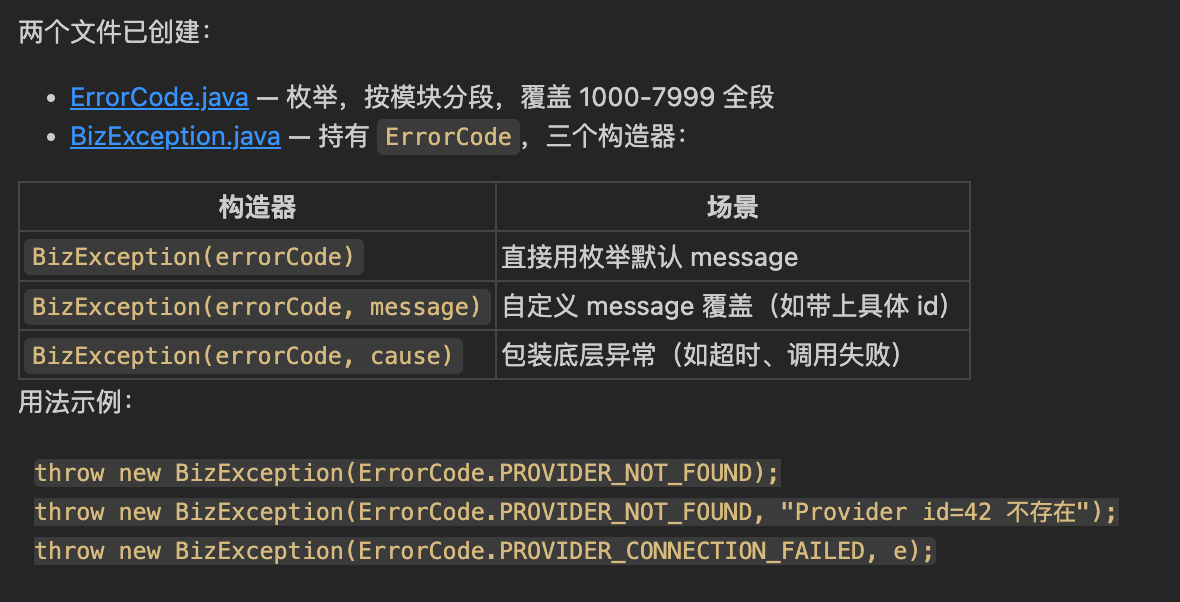 两个文件已创建：
• ErrorCode.java — 枚举，按模块分段，覆盖 1000-7999 全段
• BizException.java — 持有 ErrorCode，三个构造器：
构造器 场景
BizException(errorCode) 直接用枚举默认 message
BizException(errorCode, message) 自定义 message 覆盖（如带上具体 id）
BizException(errorCode, cause) 包装底层异常（如超时、调用失败）
用法示例：
throw new BizException(ErrorCode.PROVIDER_NOT_FOUND);
throw new BizException(ErrorCode.PROVIDER_NOT_FOUND, "Provider id=42 不存在");
throw new BizException(ErrorCode.PROVIDER_CONNECTION_FAILED, e);